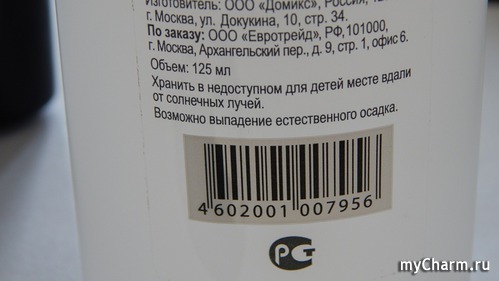 Изготовитель: ООО «Домикс», Россия,
г. Москва, ул. Докукина, 10, стр. 34.
По заказу: ООО «Евротрейд», РФ,101000,
г. Москва, Архангельский пер., д. 9, стр. 1, офис 6.
Объем: 125 мл
Хранить в недоступном для детей месте вдали
от солнечных лучей.
Возможно выпадение естественного осадка.
4 602001 007956
РСТ
myCharm.ru